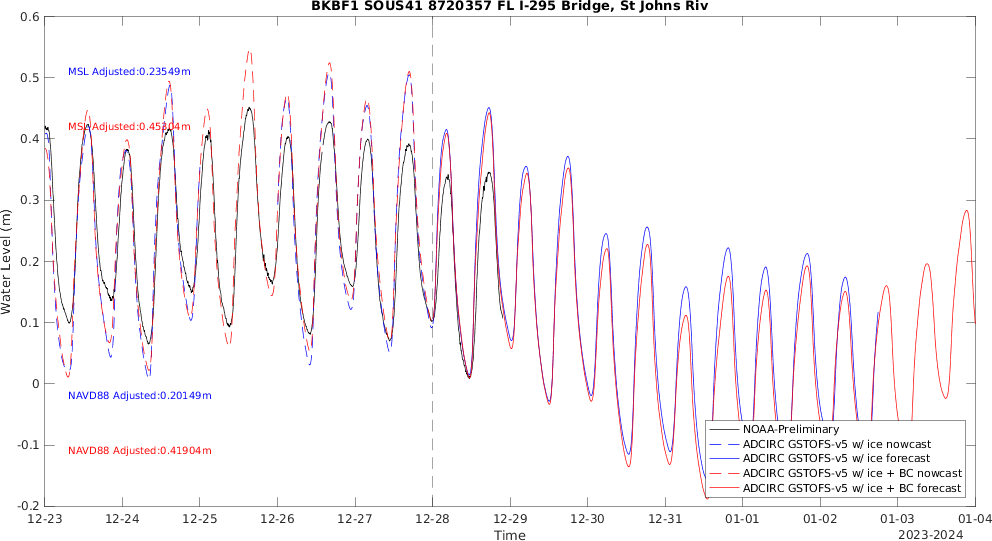 BKBF1 SOUS41 8720357 FL I-295 Bridge, St Johns Riv
0.6
0.5
0.4
0.3
0.2
0.1
0
-0.1
-0.2
Water Level (m)
MSL Adjusted:0.23549m
MSL Adjusted:0.45304m
NAVD88 Adjusted:0.20149m
NAVD88 Adjusted:0.41904m
NOAA-Preliminary
ADCIRC GSTOFS-v5 w/ ice nowcast
ADCIRC GSTOFS-v5 w/ ice forecast
ADCIRC GSTOFS-v5 w/ ice + BC nowcast
ADCIRC GSTOFS-v5 w/ ice + BC forecast
12-23 12-24 12-25 12-26 12-27 12-28 12-29 12-30 12-31 01-01 01-02 01-03 01-04
Time
2023-2024